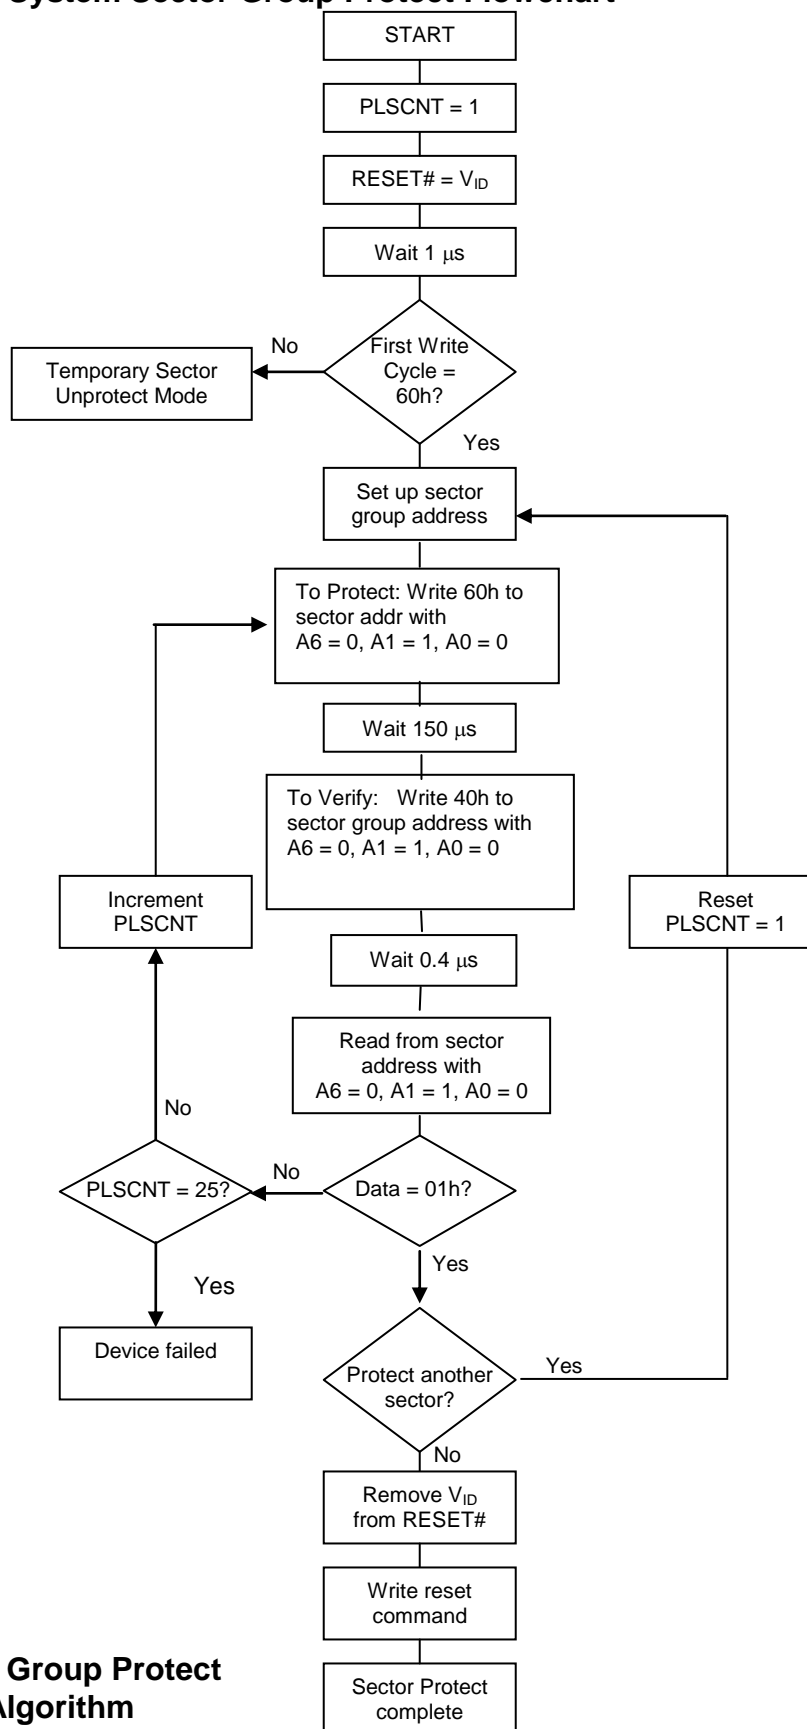 System Sector Group Protect Flowchart
START
PLSCNT = 1
RESET# = VID
Wait 1 μs
First Write
Cycle =
60h?
No
Temporary Sector
Unprotect Mode
Yes
Set up sector
group address
To Protect: Write 60h to
sector addr with
A6 = 0, A1 = 1, A0 = 0
Wait 150 μs
To Verify: Write 40h to
sector group address with
A6 = 0, A1 = 1, A0 = 0
Increment
PLSCNT
Reset
PLSCNT = 1
Wait 0.4 μs
Read from sector
address with
A6 = 0, A1 = 1, A0 = 0
No
PLSCNT = 25?
No
Data = 01h?
Yes
Yes
Device failed
Protect another
sector?
Yes
No
Remove VID
from RESET#
Write reset
command
Group Protect
Algorithm
Sector Protect
complete